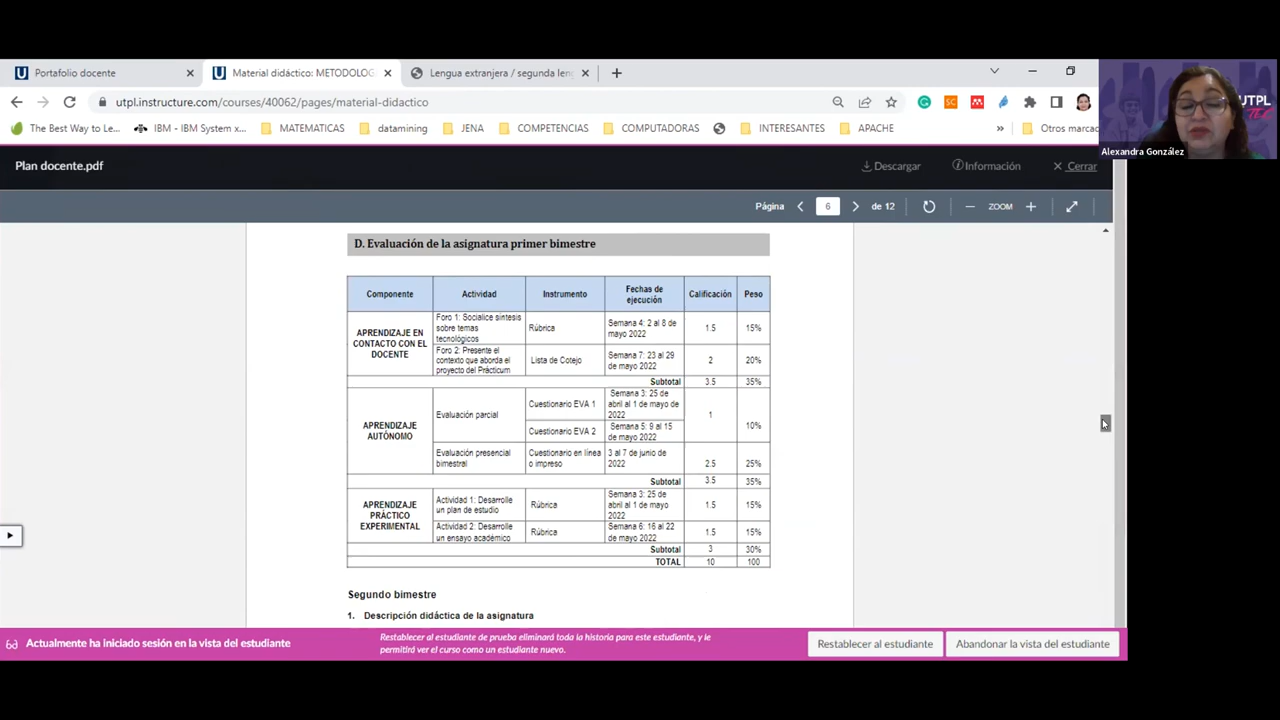 Portafolio docente
Material didáctico: METODOLOG
Lengua extranjera / segunda len
utpl.instructure.com/courses/40062/pages/material-didactico
The Best Way to Le...
IBM - IBM System x...
MATEMATICAS
datamining
JENA
COMPETENCIAS
COMPUTADORAS
INTERESANTES
APACHE
Otros marcad
UTPL
Alexandra González
Plan docente.pdf
Descargar
Información
Cerrar
Página
6
de 12
ZOOM
D. Evaluación de la asignatura primer bimestre
Componente
Actividad
Instrumento
Fechas de
ejecución
Calificación
Peso
APRENDIZAJE EN
CONTACTO CON EL
DOCENTE
Foro 1: Socialice síntesis
sobre temas
tecnológicos
Rúbrica
Semana 4: 2 al 8 de
mayo 2022
1.5
15%
Foro 2: Presente el
contexto que aborda el
proyecto del Prácticum
Lista de Cotejo
Semana 7: 23 al 29
de mayo 2022
2
20%
Subtotal
3.5
35%
APRENDIZAJE
AUTÓNOMO
Evaluación parcial
Cuestionario EVA 1
Semana 3: 25 de
abril al 1 de mayo de
2022
1
10%
Cuestionario EVA 2
Semana 5: 9 al 15
de mayo 2022
Evaluación presencial
bimestral
Cuestionario en línea
o impreso
3 al 7 de junio de
2022
2.5
25%
Subtotal
3.5
35%
APRENDIZAJE
PRÁCTICO
EXPERIMENTAL
Actividad 1: Desarrolle
un plan de estudio
Rúbrica
Semana 3: 25 de
abril al 1 de mayo
2022
1.5
15%
Actividad 2: Desarrolle
un ensayo académico
Rúbrica
Semana 6: 16 al 22
de mayo 2022
1.5
15%
Subtotal
3
30%
TOTAL
10
100
Segundo bimestre
1. Descripción didáctica de la asignatura
Actualmente ha iniciado sesión en la vista del estudiante
Restablecer al estudiante de prueba eliminará toda la historia para este estudiante, y le
permitirá ver el curso como un estudiante nuevo.
Restablecer al estudiante
Abandonar la vista del estudiante